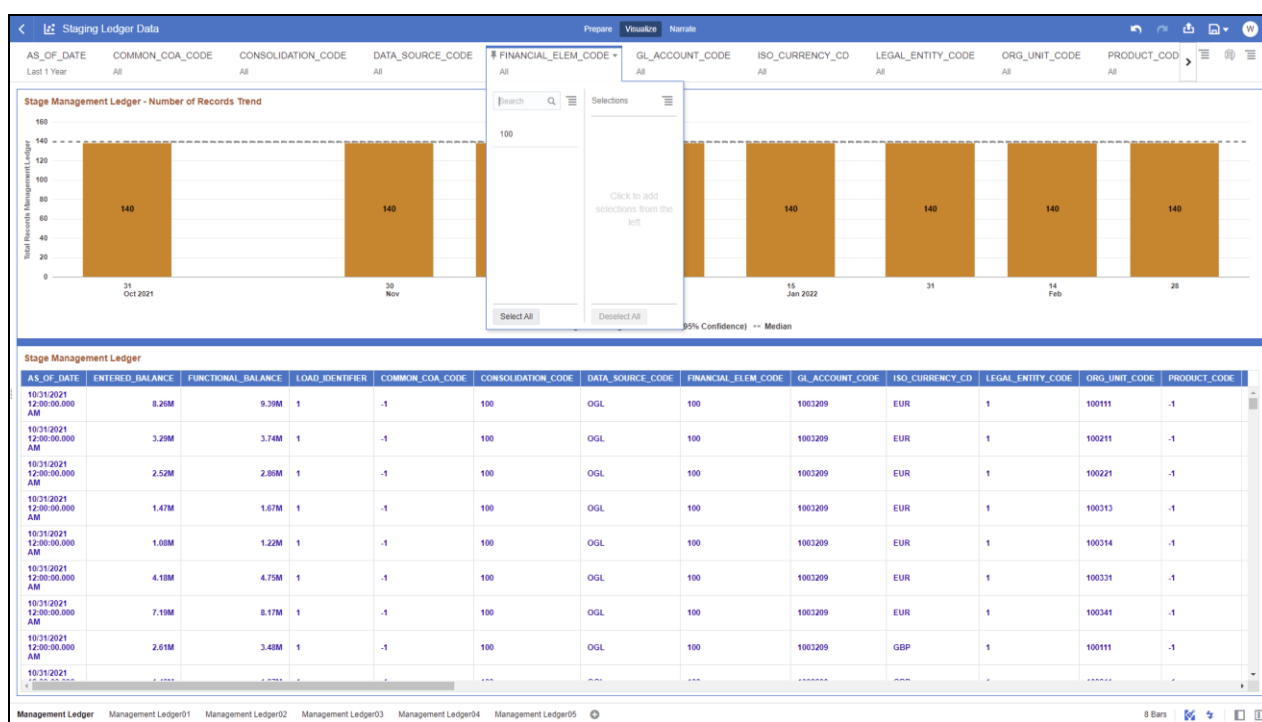 Staging Ledger Data
Prepare Visualize Narrate
W
AS_OF_DATE COMMON_COA_CODE CONSOLIDATION_CODE DATA_SOURCE_CODE FINANCIAL_ELEM_CODE GL_ACCOUNT_CODE ISO_CURRENCY_CD LEGAL_ENTITY_CODE ORG_UNIT_CODE PRODUCT_COD
Last 1 Year All All All All All All All All All
Stage Management Ledger - Number of Records Trend
Search Selections
100
Click to add
selections from the
left
Select All Deselect All
Total Records Management Ledger
160
140
120
100
80
60
40
20
0
140 140 140 140 140 140
31 30 15 31 14 28
Oct 2021 Nov Jan 2022 Feb
95% Confidence) -- Median
Stage Management Ledger
AS_OF_DATE ENTERED_BALANCE FUNCTIONAL_BALANCE LOAD_IDENTIFIER COMMON_COA_CODE CONSOLIDATION_CODE DATA_SOURCE_CODE FINANCIAL_ELEM_CODE GL_ACCOUNT_CODE ISO_CURRENCY_CD LEGAL_ENTITY_CODE ORG_UNIT_CODE PRODUCT_CODE
10/31/2021
12:00:00.000 8.26M 9.39M 1 -1 100 OGL 100 1003209 EUR 1 100111 -1
AM
10/31/2021
12:00:00.000 3.29M 3.74M 1 -1 100 OGL 100 1003209 EUR 1 100211 -1
AM
10/31/2021
12:00:00.000 2.52M 2.86M 1 -1 100 OGL 100 1003209 EUR 1 100221 -1
AM
10/31/2021
12:00:00.000 1.47M 1.67M 1 -1 100 OGL 100 1003209 EUR 1 100313 -1
AM
10/31/2021
12:00:00.000 1.08M 1.22M 1 -1 100 OGL 100 1003209 EUR 1 100314 -1
AM
10/31/2021
12:00:00.000 4.18M 4.75M 1 -1 100 OGL 100 1003209 EUR 1 100331 -1
AM
10/31/2021
12:00:00.000 7.19M 8.17M 1 -1 100 OGL 100 1003209 EUR 1 100341 -1
AM
10/31/2021
12:00:00.000 2.61M 3.48M 1 -1 100 OGL 100 1003209 GBP 1 100111 -1
AM
10/31/2021
Management Ledger Management Ledger01 Management Ledger02 Management Ledger03 Management Ledger04 Management Ledger05
8 Bars